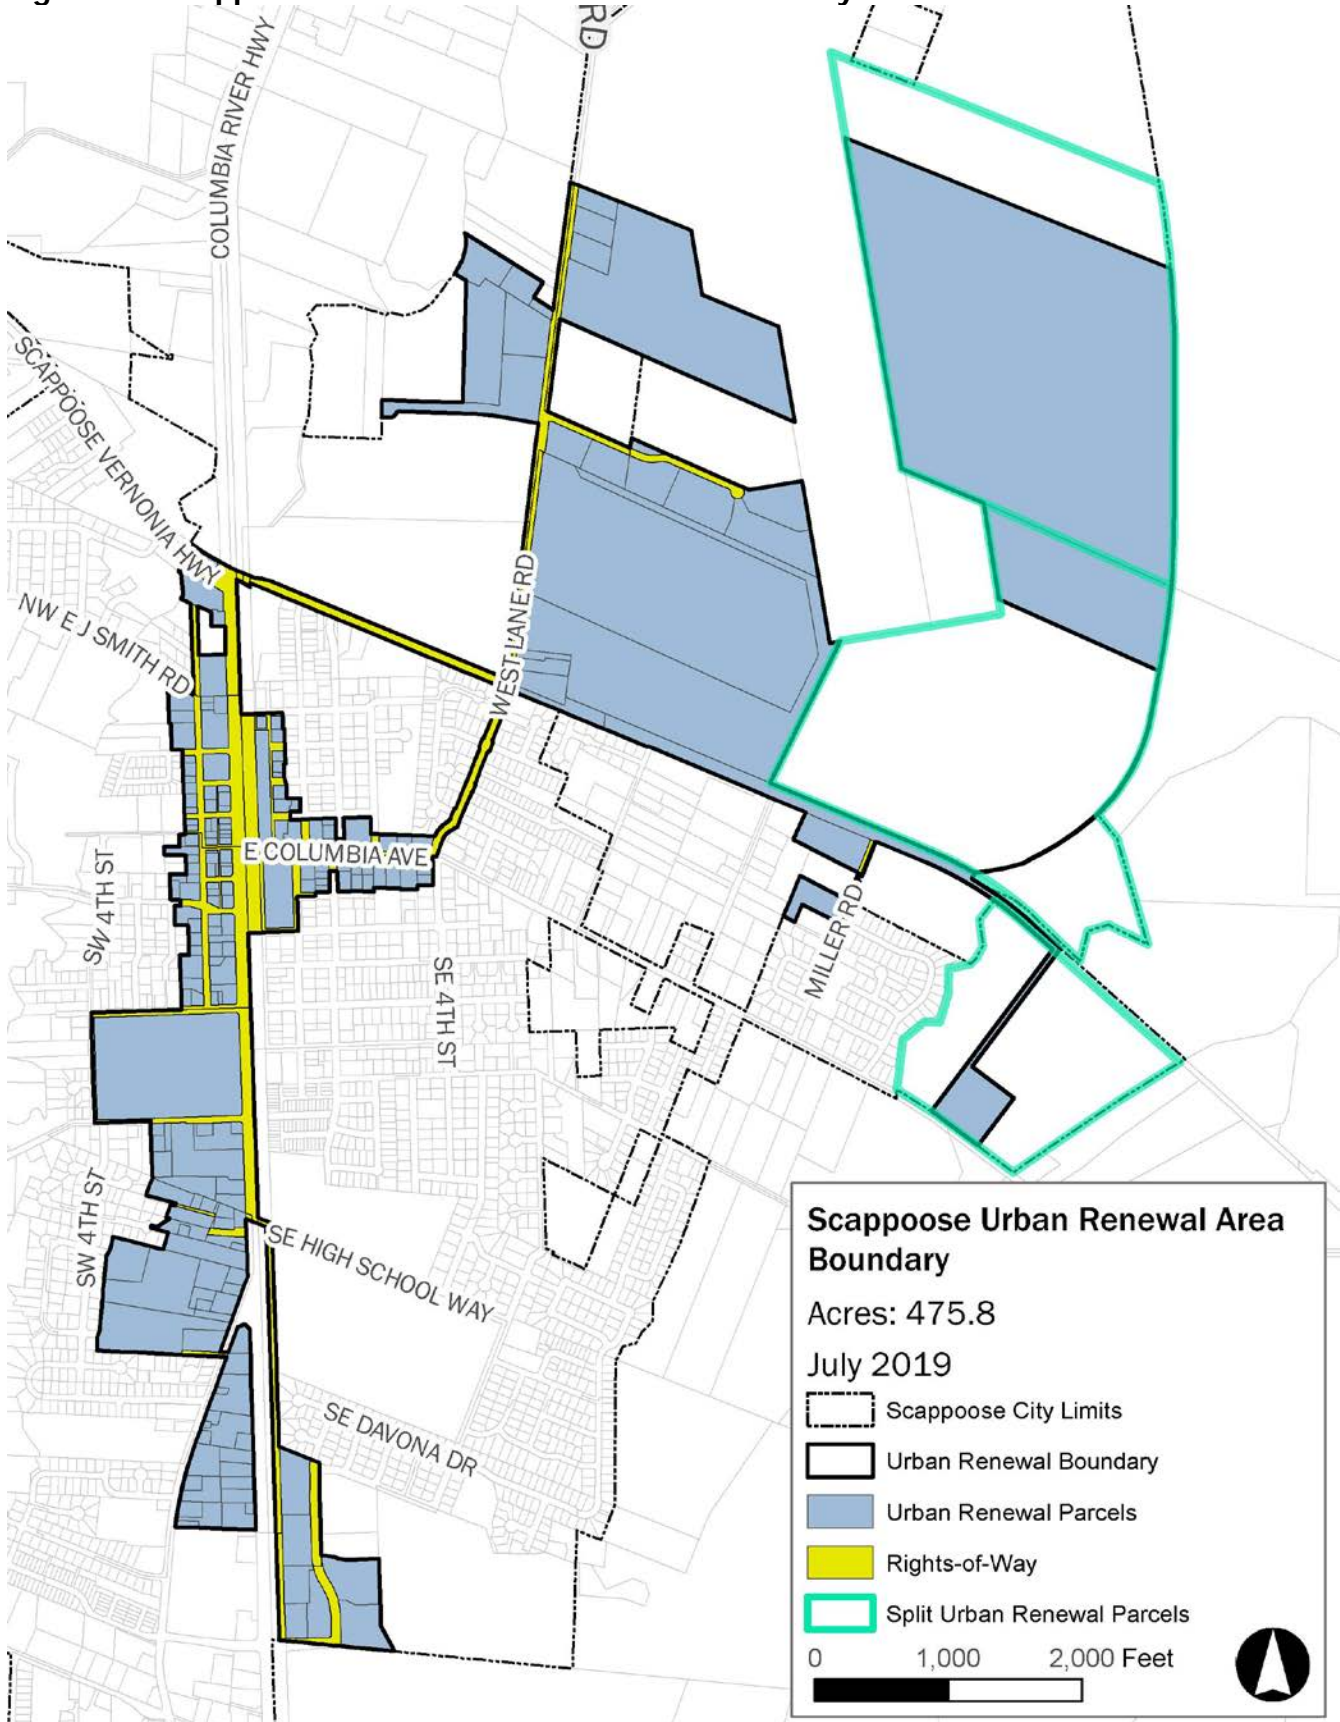 RD
COLUMBIA RIVER HWY
SCAPPOOSE VERNONIA HWY
NW E J SMITH RD
WEST LANE RD
E COLUMBIA AVE
SW 4TH ST
SE 4TH ST
MILLER RD
SW 4TH ST
SE HIGH SCHOOL WAY
SE DAVONA DR
Scappoose Urban Renewal Area
Boundary
Acres: 475.8
July 2019
Scappoose City Limits
Urban Renewal Boundary
Urban Renewal Parcels
Rights-of-Way
Split Urban Renewal Parcels
0 1,000 2,000 Feet